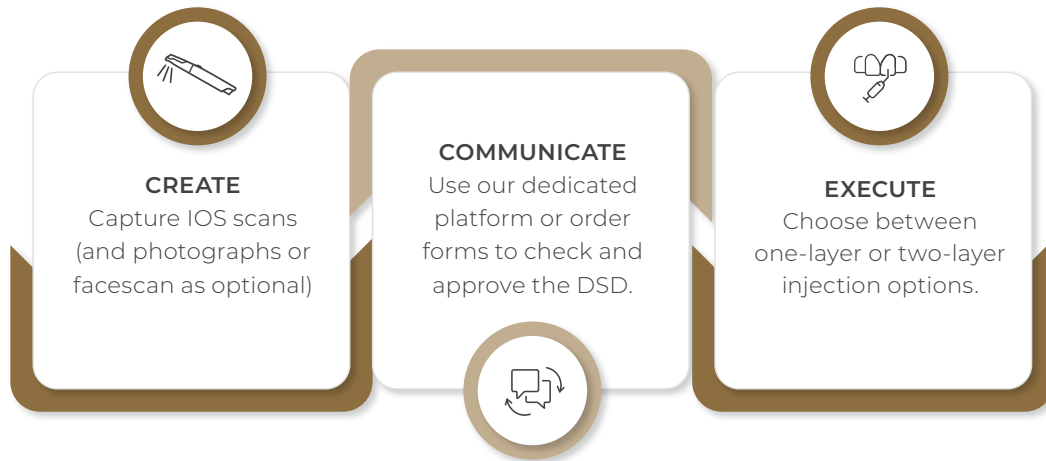 CREATE
Capture IOS scans
(and photographs or
facescan as optional)
COMMUNICATE
Use our dedicated
platform or order
forms to check and
approve the DSD.
EXECUTE
Choose between
one-layer or two-layer
injection options.